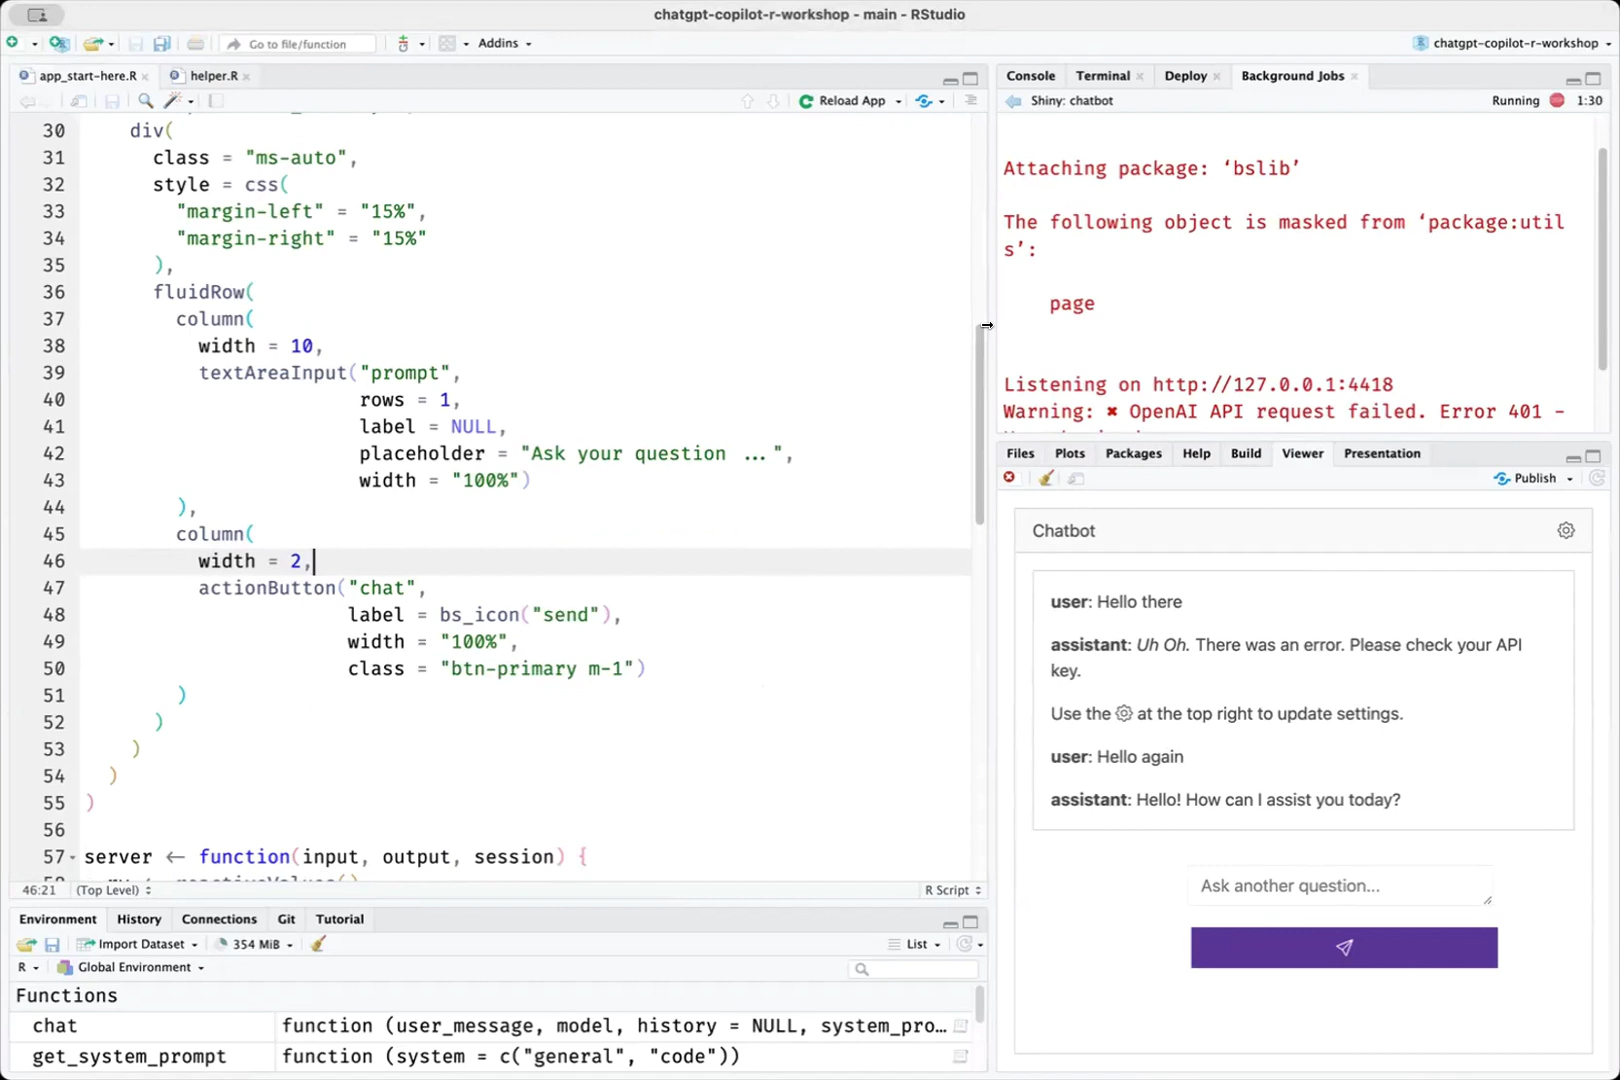 chatgpt-copilot-r-workshop - main - RStudio
Go to file/function
Addins
chatgpt-copilot-r-workshop
app_start-here.R
helper.R
Reload App
30 div(
31 class = "ms-auto",
32 style = css(
33 "margin-left" = "15%",
34 "margin-right" = "15%"
35 ),
36 fluidRow(
37 column(
38 width = 10,
39 textAreaInput("prompt",
40 rows = 1,
41 label = NULL,
42 placeholder = "Ask your question ...",
43 width = "100%")
44 ),
45 column(
46 width = 2,
47 actionButton("chat",
48 label = bs_icon("send"),
49 width = "100%",
50 class = "btn-primary m-1")
51 )
52 )
53 )
54 )
55 )
56
57 server ← function(input, output, session) {
46:21 (Top Level) R Script
Environment History Connections Git Tutorial
Import Dataset 354 MiB List
R Global Environment
Functions
chat function (user_message, model, history = NULL, system_pro…
get_system_prompt function (system = c("general", "code"))
Console Terminal Deploy Background Jobs
Shiny: chatbot Running 1:30
Attaching package: ‘bslib’
The following object is masked from ‘package:util
s’:
page
Listening on http://127.0.0.1:4418
Warning: ✖ OpenAI API request failed. Error 401 -
Files Plots Packages Help Build Viewer Presentation
Publish
Chatbot
user: Hello there
assistant: Uh Oh. There was an error. Please check your API
key.
Use the at the top right to update settings.
user: Hello again
assistant: Hello! How can I assist you today?
Ask another question...